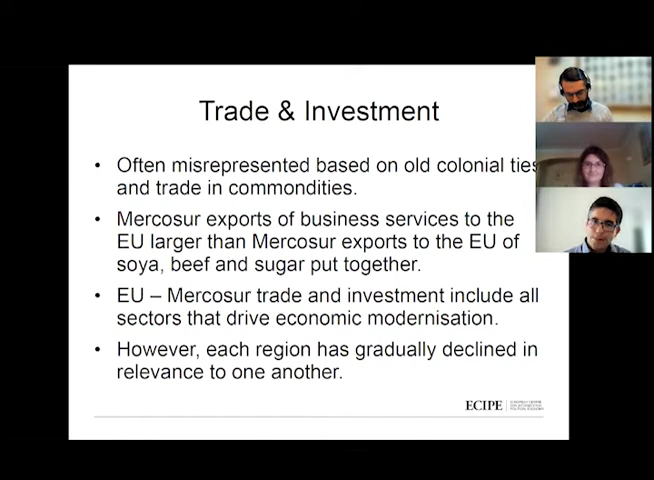 Trade & Investment
• Often misrepresented based on old colonial ties
and trade in commondities.
• Mercosur exports of business services to the
EU larger than Mercosur exports to the EU of
soya, beef and sugar put together.
• EU – Mercosur trade and investment include all
sectors that drive economic modernisation.
• However, each region has gradually declined in
relevance to one another.
ECIPE